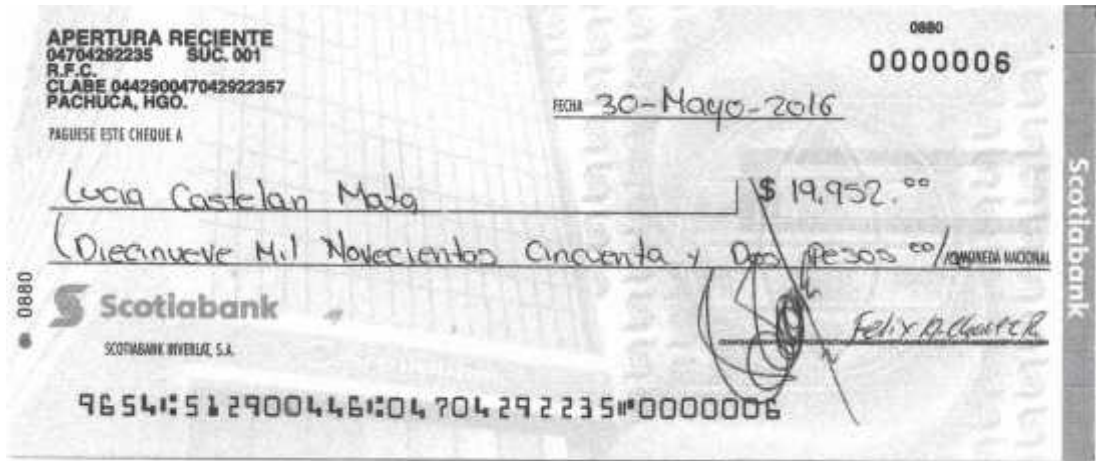 APERTURA RECIENTE
04704292235 SUC. 001
R.F.C.
CLABE 044290047042922357
PACHUCA, HGO.
0880
0000006
FECHA 30-Mayo-2016
PAGUESE ESTE CHEQUE A
Lucia Castelan Mata $ 19,952.00
(Diecinueve Mil Novecientos Cincuenta y Dos Pesos 00/ MONEDA NACIONAL
Scotiabank
SCOTIABANK INVERLAT, S.A.
Felix
9654⑆512900446⑆04704292235⑈0000006
0880
6
Scotiabank